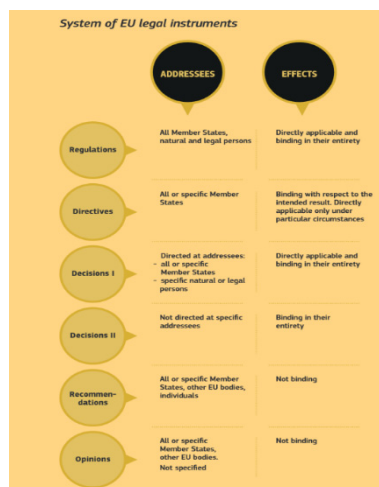 System of EU legal instruments
ADDRESSEES
EFFECTS
Regulations
All Member States,
natural and legal persons
Directly applicable and
binding in their entirety
Directives
All or specific Member
States
Binding with respect to the
intended result. Directly
applicable only under
particular circumstances
Decisions I
Directed at addressees:
- all or specific
Member States
- specific natural or legal
persons
Directly applicable and
binding in their entirety
Decisions II
Not directed at specific
addressees
Binding in their
entirety
Recommen-
dations
All or specific Member
States, other EU bodies,
individuals
Not binding
Opinions
All or specific
Member States,
other EU bodies.
Not specified
Not binding